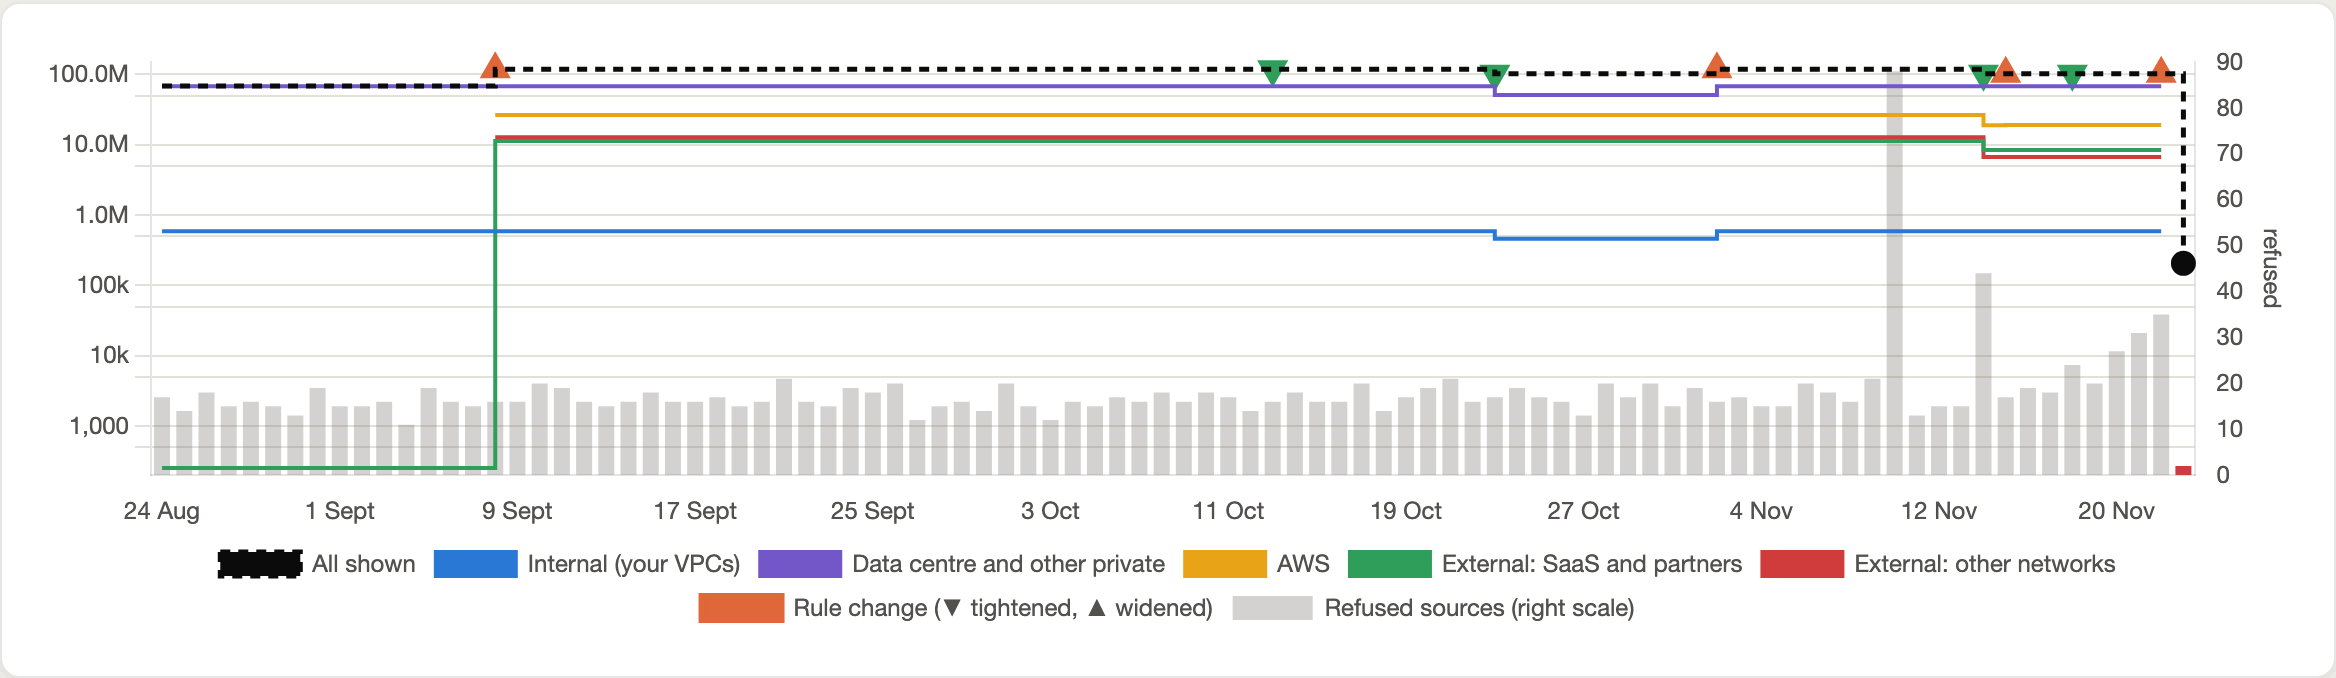 100.0M
10.0M
1.0M
100k
10k
1,000
90
80
70
60
50
40
30
20
10
0
refused
24 Aug 1 Sept 9 Sept 17 Sept 25 Sept 3 Oct 11 Oct 19 Oct 27 Oct 4 Nov 12 Nov 20 Nov
All shown Internal (your VPCs) Data centre and other private AWS External: SaaS and partners External: other networks
Rule change (▼ tightened, ▲ widened) Refused sources (right scale)